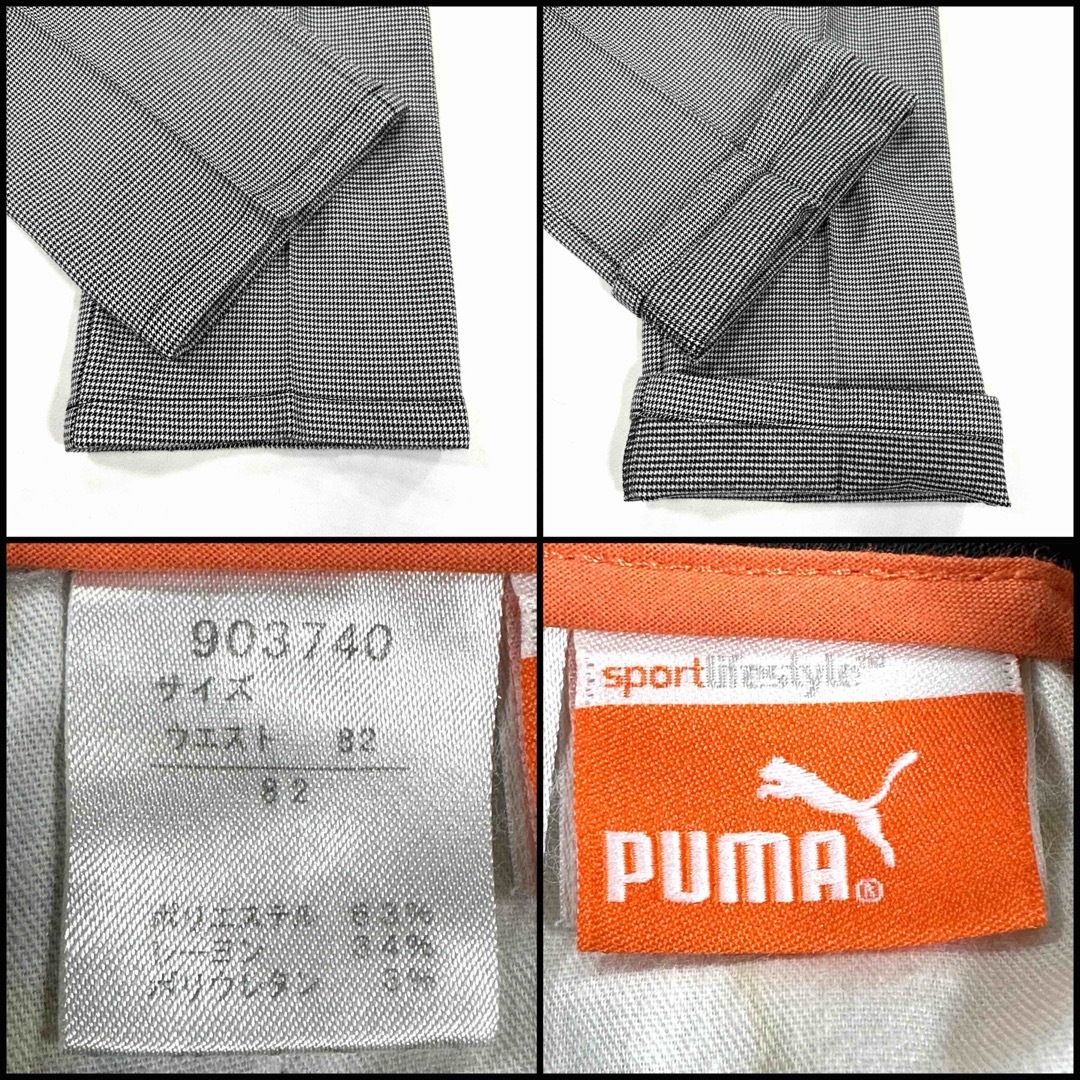 903740
サイズ
ウエスト 82
82
ポリエステル 63%
レーヨン 34%
ポリウレタン 3%
sportlifestyle™
PUMA®